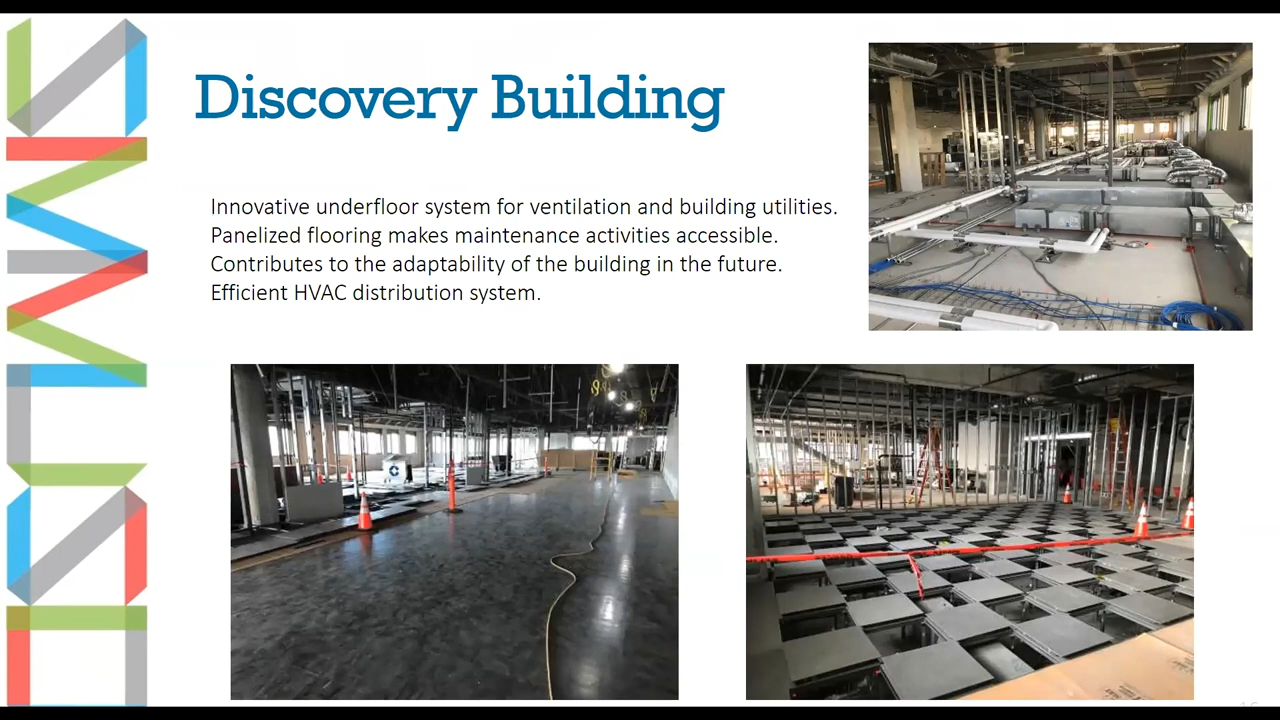 Discovery Building
Innovative underfloor system for ventilation and building utilities.
Panelized flooring makes maintenance activities accessible.
Contributes to the adaptability of the building in the future.
Efficient HVAC distribution system.